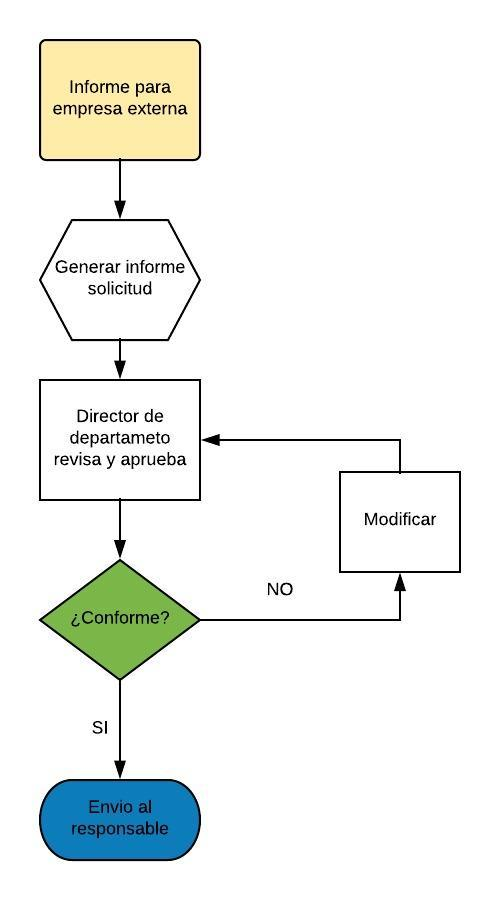 Informe para
empresa externa
Generar informe
solicitud
Director de
departameto
revisa y aprueba
Modificar
NO
¿Conforme?
SI
Envio al
responsable